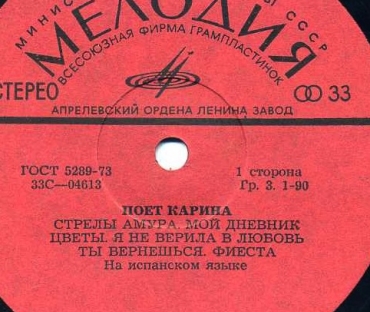 МИНИС Ы СССР
МЕЛОДИЯ
ВСЕСОЮЗНАЯ ФИРМА ГРАМПЛАСТИНОК
СТЕРЕО 33
АПРЕЛЕВСКИЙ ОРДЕНА ЛЕНИНА ЗАВОД
ГОСТ 5289-73 1 сторона
33С—04613 Гр. 3. 1-90
ПОЕТ КАРИНА
СТРЕЛЫ АМУРА. МОЙ ДНЕВНИК
ЦВЕТЫ. Я НЕ ВЕРИЛА В ЛЮБОВЬ
ТЫ ВЕРНЕШЬСЯ. ФИЕСТА
На испанском языке